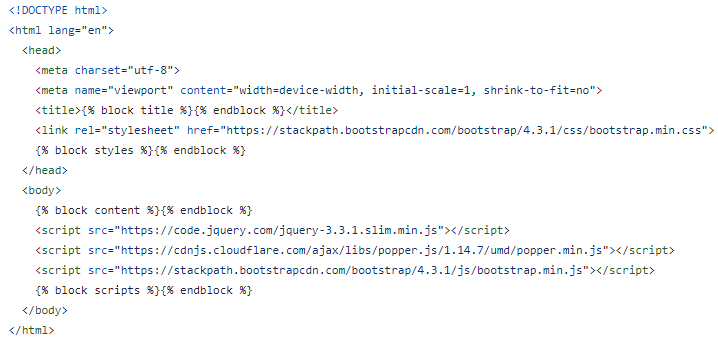 <!DOCTYPE html>
<html lang="en">
  <head>
    <meta charset="utf-8">
    <meta name="viewport" content="width=device-width, initial-scale=1, shrink-to-fit=no">
    <title>{% block title %}{% endblock %}</title>
    <link rel="stylesheet" href="https://stackpath.bootstrapcdn.com/bootstrap/4.3.1/css/bootstrap.min.css">
    {% block styles %}{% endblock %}
  </head>
  <body>
    {% block content %}{% endblock %}
    <script src="https://code.jquery.com/jquery-3.3.1.slim.min.js"></script>
    <script src="https://cdnjs.cloudflare.com/ajax/libs/popper.js/1.14.7/umd/popper.min.js"></script>
    <script src="https://stackpath.bootstrapcdn.com/bootstrap/4.3.1/js/bootstrap.min.js"></script>
    {% block scripts %}{% endblock %}
  </body>
</html>